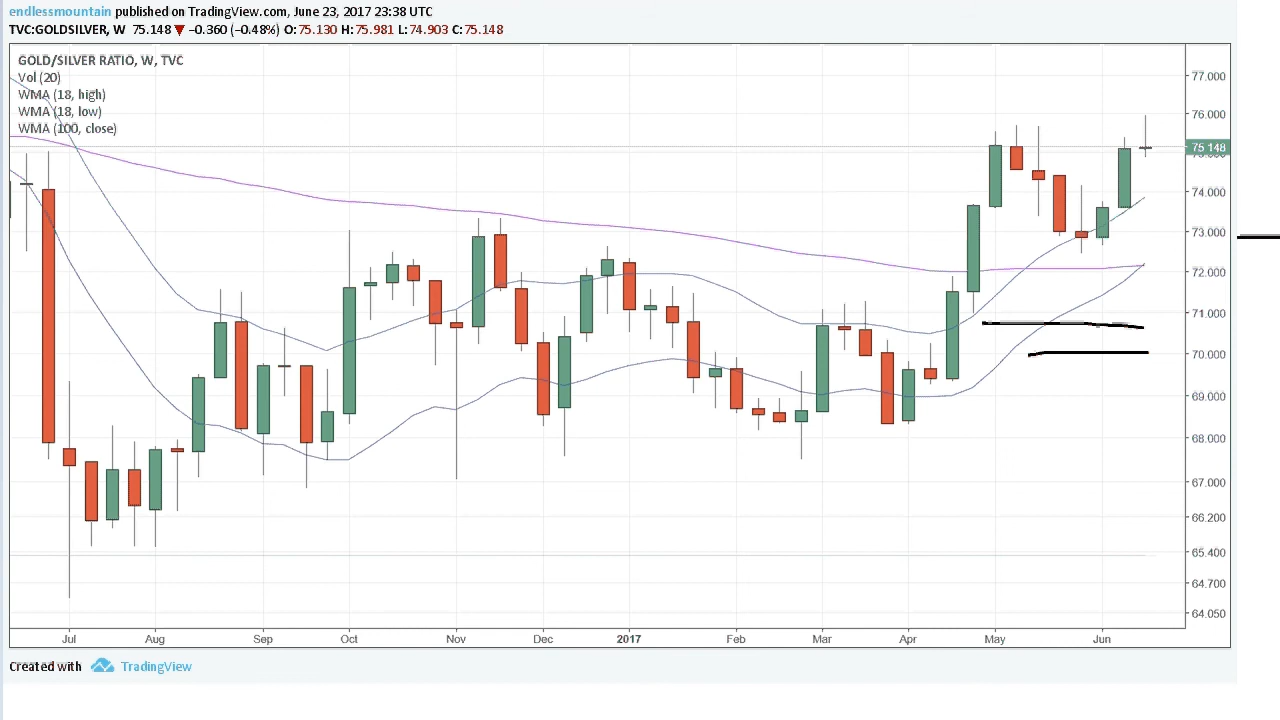 endlessmountain published on TradingView.com, June 23, 2017 23:38 UTC
TVC:GOLDSILVER, W 75.148 ▼ −0.360 (−0.48%) O:75.130 H:75.981 L:74.903 C:75.148
GOLD/SILVER RATIO, W, TVC
Vol (20)
WMA (18, high)
WMA (18, low)
WMA (100, close)
77.000
76.000
75.148
75.000
74.000
73.000
72.000
71.000
70.000
69.000
68.000
67.000
66.200
65.400
64.700
64.050
Jul Aug Sep Oct Nov Dec 2017 Feb Mar Apr May Jun
Created with TradingView